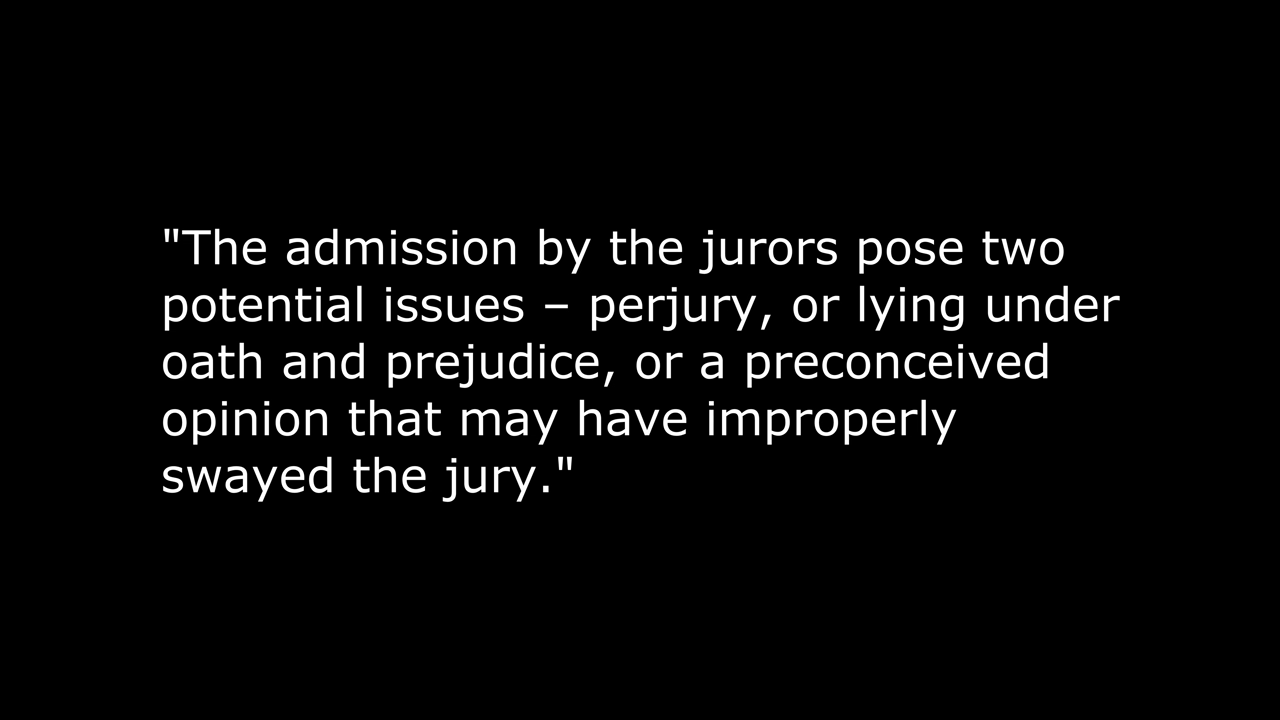 "The admission by the jurors pose two
potential issues – perjury, or lying under
oath and prejudice, or a preconceived
opinion that may have improperly
swayed the jury."